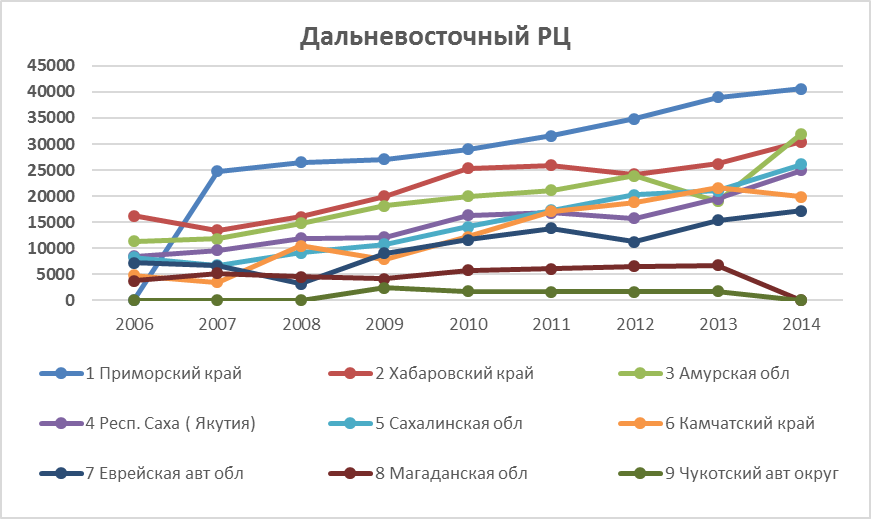 Дальневосточный РЦ
45000
40000
35000
30000
25000
20000
15000
10000
5000
0
2006 2007 2008 2009 2010 2011 2012 2013 2014
1 Приморский край 2 Хабаровский край 3 Амурская обл
4 Респ. Саха ( Якутия) 5 Сахалинская обл 6 Камчатский край
7 Еврейская авт обл 8 Магаданская обл 9 Чукотский авт округ